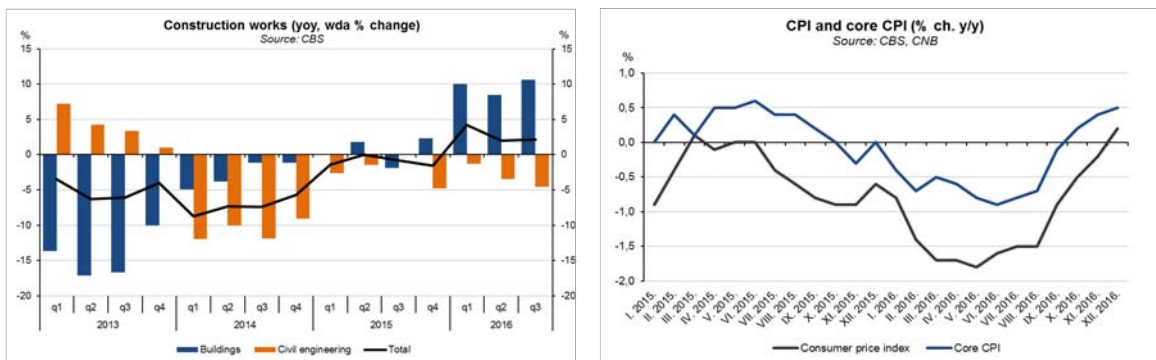 Construction works (yoy, wda % change)
Source: CBS
% %
15 15
10 10
5 5
0 0
-5 -5
-10 -10
-15 -15
-20 -20
q1 q2 q3 q4 q1 q2 q3 q4 q1 q2 q3 q4 q1 q2 q3
2013 2014 2015 2016
Buildings Civil engineering Total
CPI and core CPI (% ch. y/y)
Source: CBS, CNB
%
1,0
0,5
0,0
-0,5
-1,0
-1,5
-2,0
I. 2015. II. 2015. III. 2015. IV. 2015. V. 2015. VI. 2015. VII. 2015. VIII. 2015. IX. 2015. X. 2015. XI. 2015. XII. 2015. I. 2016. II. 2016. III. 2016. IV. 2016. V. 2016. VI. 2016. VII. 2016. VIII. 2016. IX. 2016. X. 2016. XI. 2016. XII. 2016.
Consumer price index Core CPI